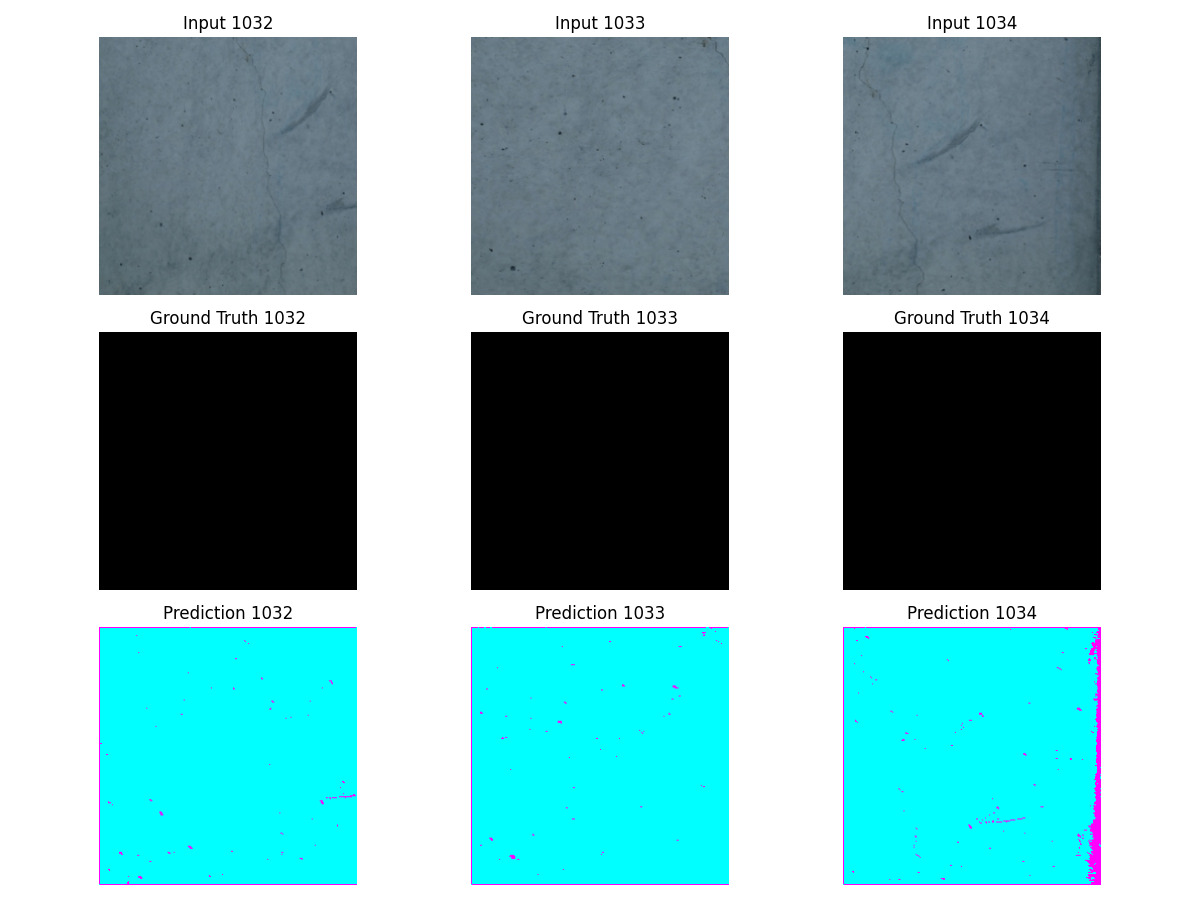 Input 1032
Input 1033
Input 1034
Ground Truth 1032
Ground Truth 1033
Ground Truth 1034
Prediction 1032
Prediction 1033
Prediction 1034